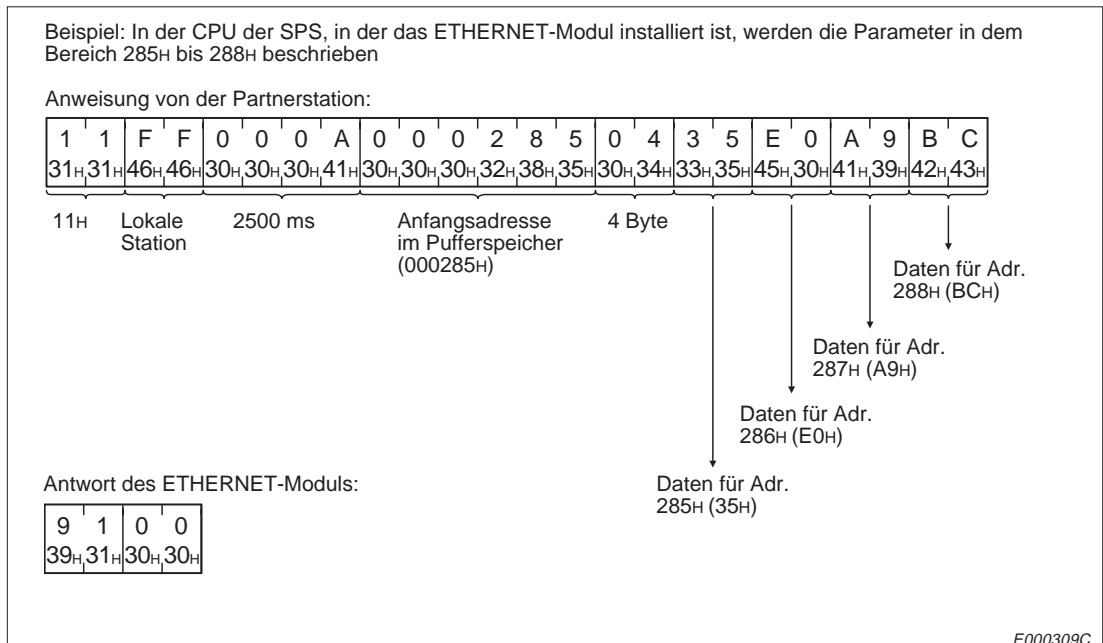 Beispiel: In der CPU der SPS, in der das ETHERNET-Modul installiert ist, werden die Parameter in dem
Bereich 285H bis 288H beschrieben
Anweisung von der Partnerstation:
1 1 F F 0 0 0 A 0 0 0 2 8 5 0 4 3 5 E 0 A 9 B C
31H 31H 46H 46H 30H 30H 30H 41H 30H 30H 30H 32H 38H 35H 30H 34H 33H 35H 45H 30H 41H 39H 42H 43H
11H Lokale 2500 ms Anfangsadresse 4 Byte
Station im Pufferspeicher
(000285H)
Daten für Adr.
288H (BCH)
Daten für Adr.
287H (A9H)
Daten für Adr.
286H (E0H)
Daten für Adr.
285H (35H)
Antwort des ETHERNET-Moduls:
9 1 0 0
39H 31H 30H 30H
E000309C